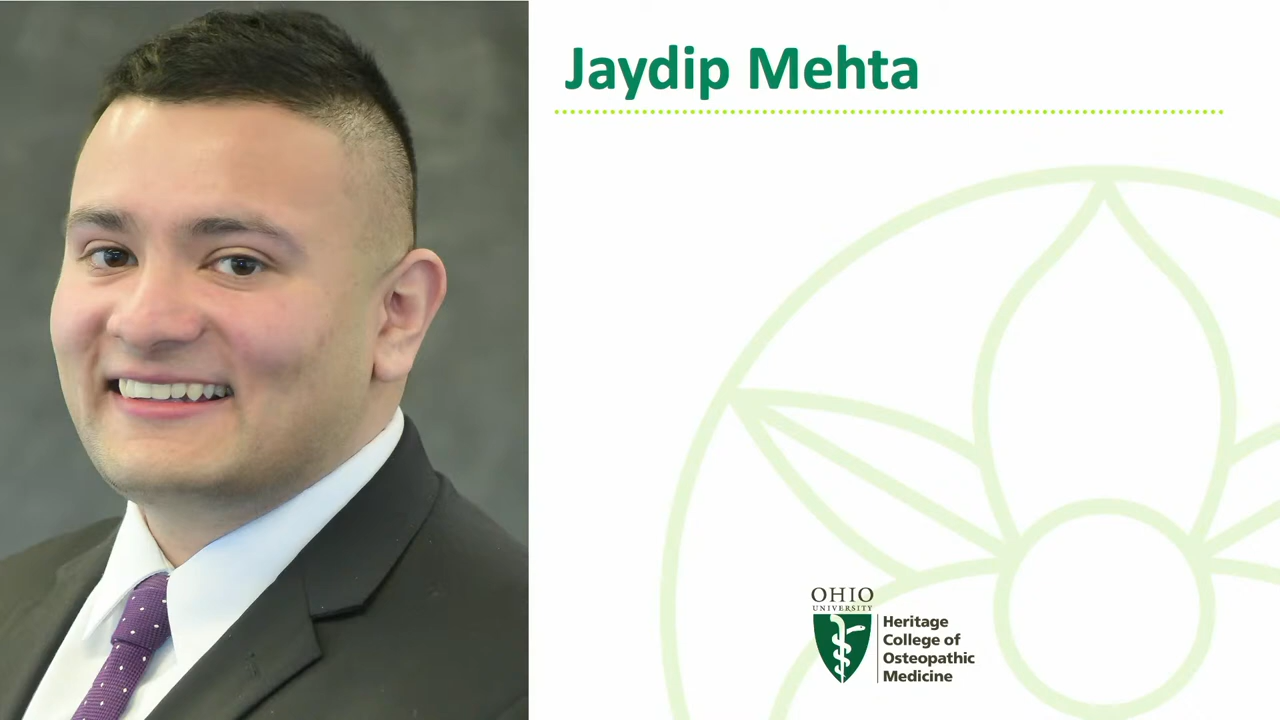 Jaydip Mehta
OHIO
UNIVERSITY
Heritage
College of
Osteopathic
Medicine